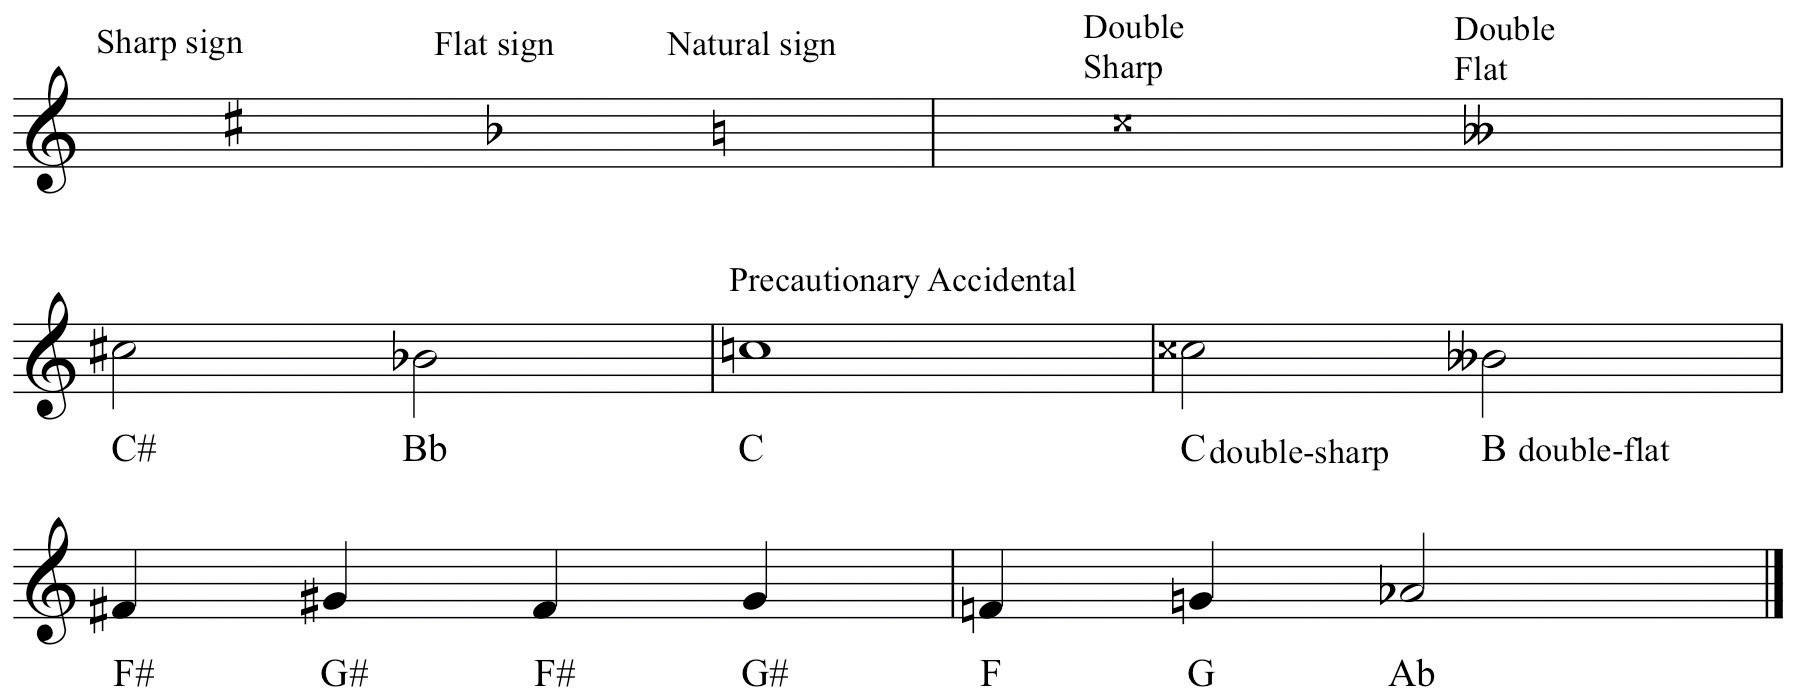 Sharp sign Flat sign Natural sign Double Sharp Double Flat
Precautionary Accidental
C# Bb C C double-sharp B double-flat
F# G# F# G# F G Ab